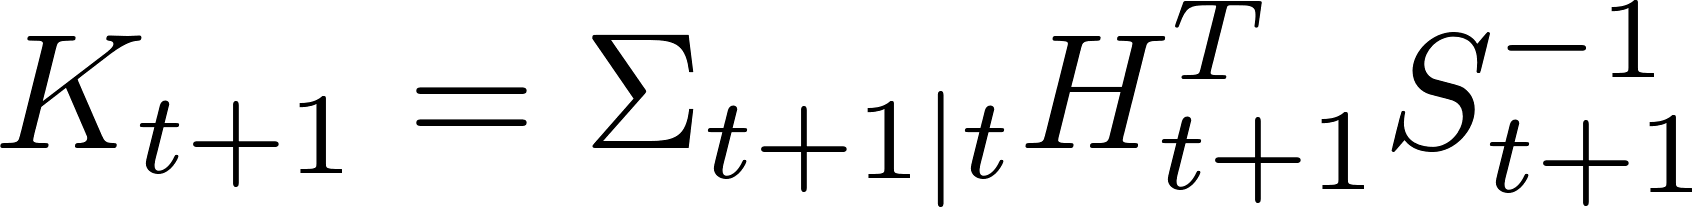 K_{t+1} = Σ_{t+1|t} H_{t+1}^T S_{t+1}^{-1}